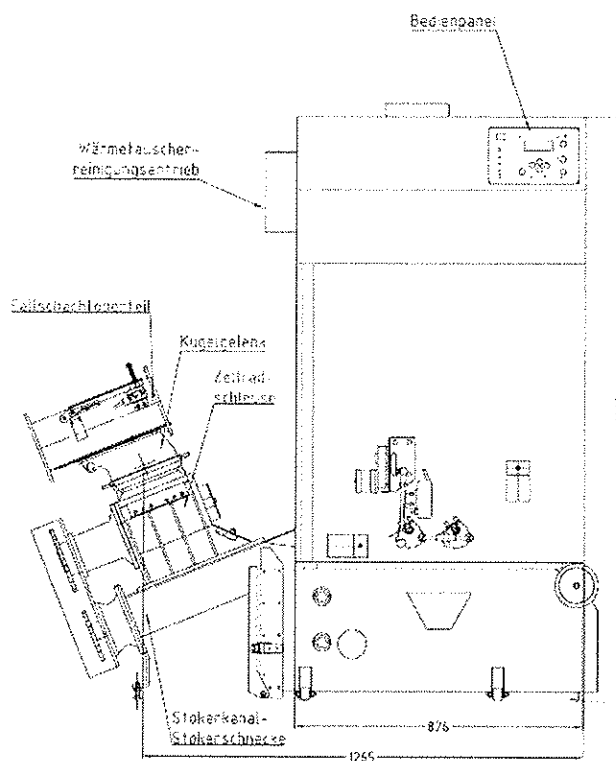 Bedienpanel
Wärmetauscher-
reinigungsantrieb
Fallschachtoberteil
Kugelgelenk
Zellrad-
schleuse
Stokerkanal-
Stokerschnecke
876
1265